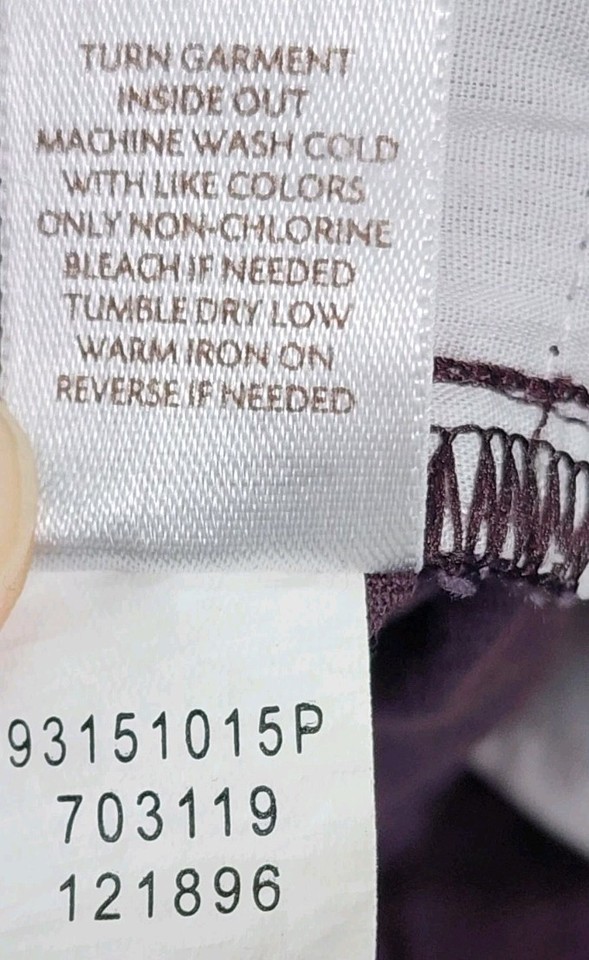 TURN GARMENT
INSIDE OUT
MACHINE WASH COLD
WITH LIKE COLORS
ONLY NON-CHLORINE
BLEACH IF NEEDED
TUMBLE DRY LOW
WARM IRON ON
REVERSE IF NEEDED
93151015P
703119
121896